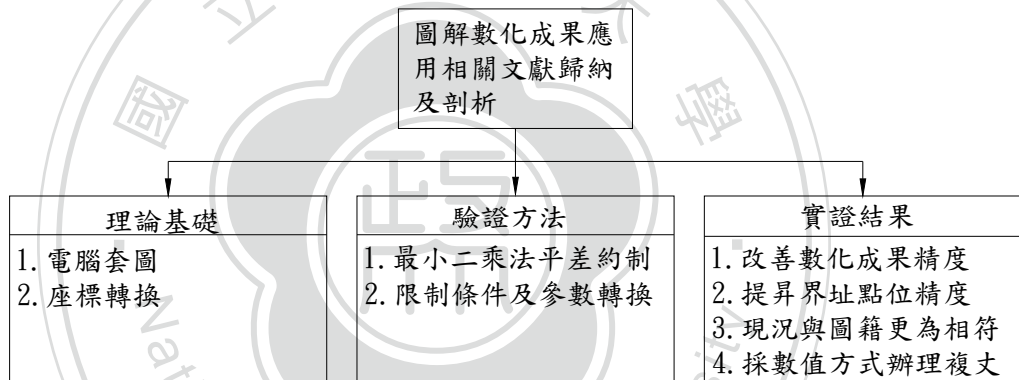 圖解數化成果應
用相關文獻歸納
及剖析
理論基礎
1. 電腦套圖
2. 座標轉換
驗證方法
1. 最小二乘法平差約制
2. 限制條件及參數轉換
實證結果
1. 改善數化成果精度
2. 提昇界址點位精度
3. 現況與圖籍更為相符
4. 採數值方式辦理複丈